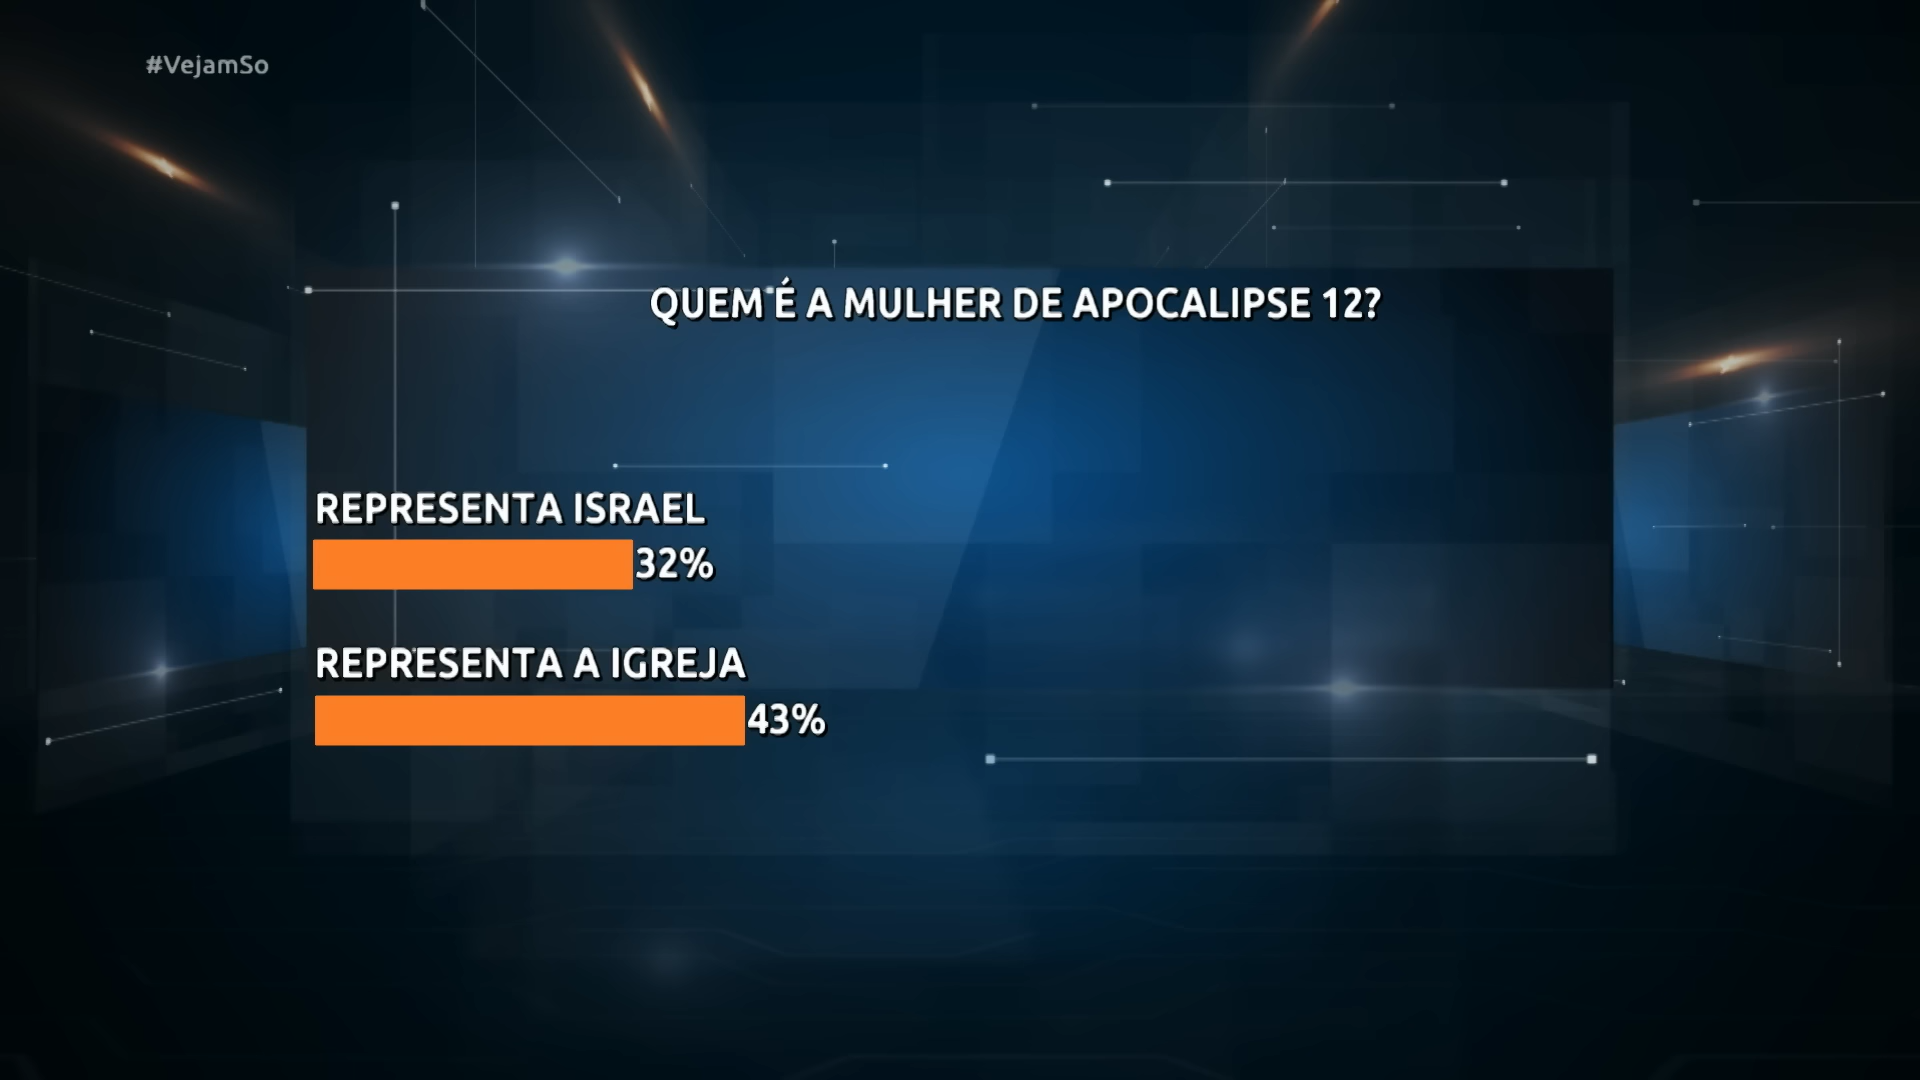 #VejamSo
QUEM É A MULHER DE APOCALIPSE 12?
REPRESENTA ISRAEL
32%
REPRESENTA A IGREJA
43%